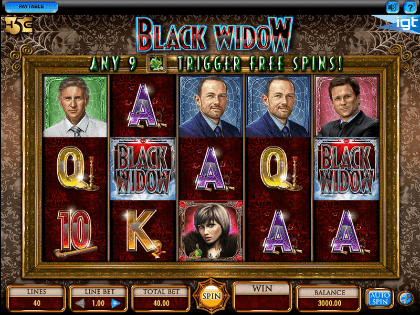 PAYTABLE
igt
BLACK WIDOW
ANY 9 TRIGGER FREE SPINS!
A
Q
BLACK WIDOW
A
Q
BLACK WIDOW
10
K
A
A
LINES
LINE BET
TOTAL BET
SPIN
WIN
BALANCE
AUTO SPIN
40
1.00
40.00
3000.00